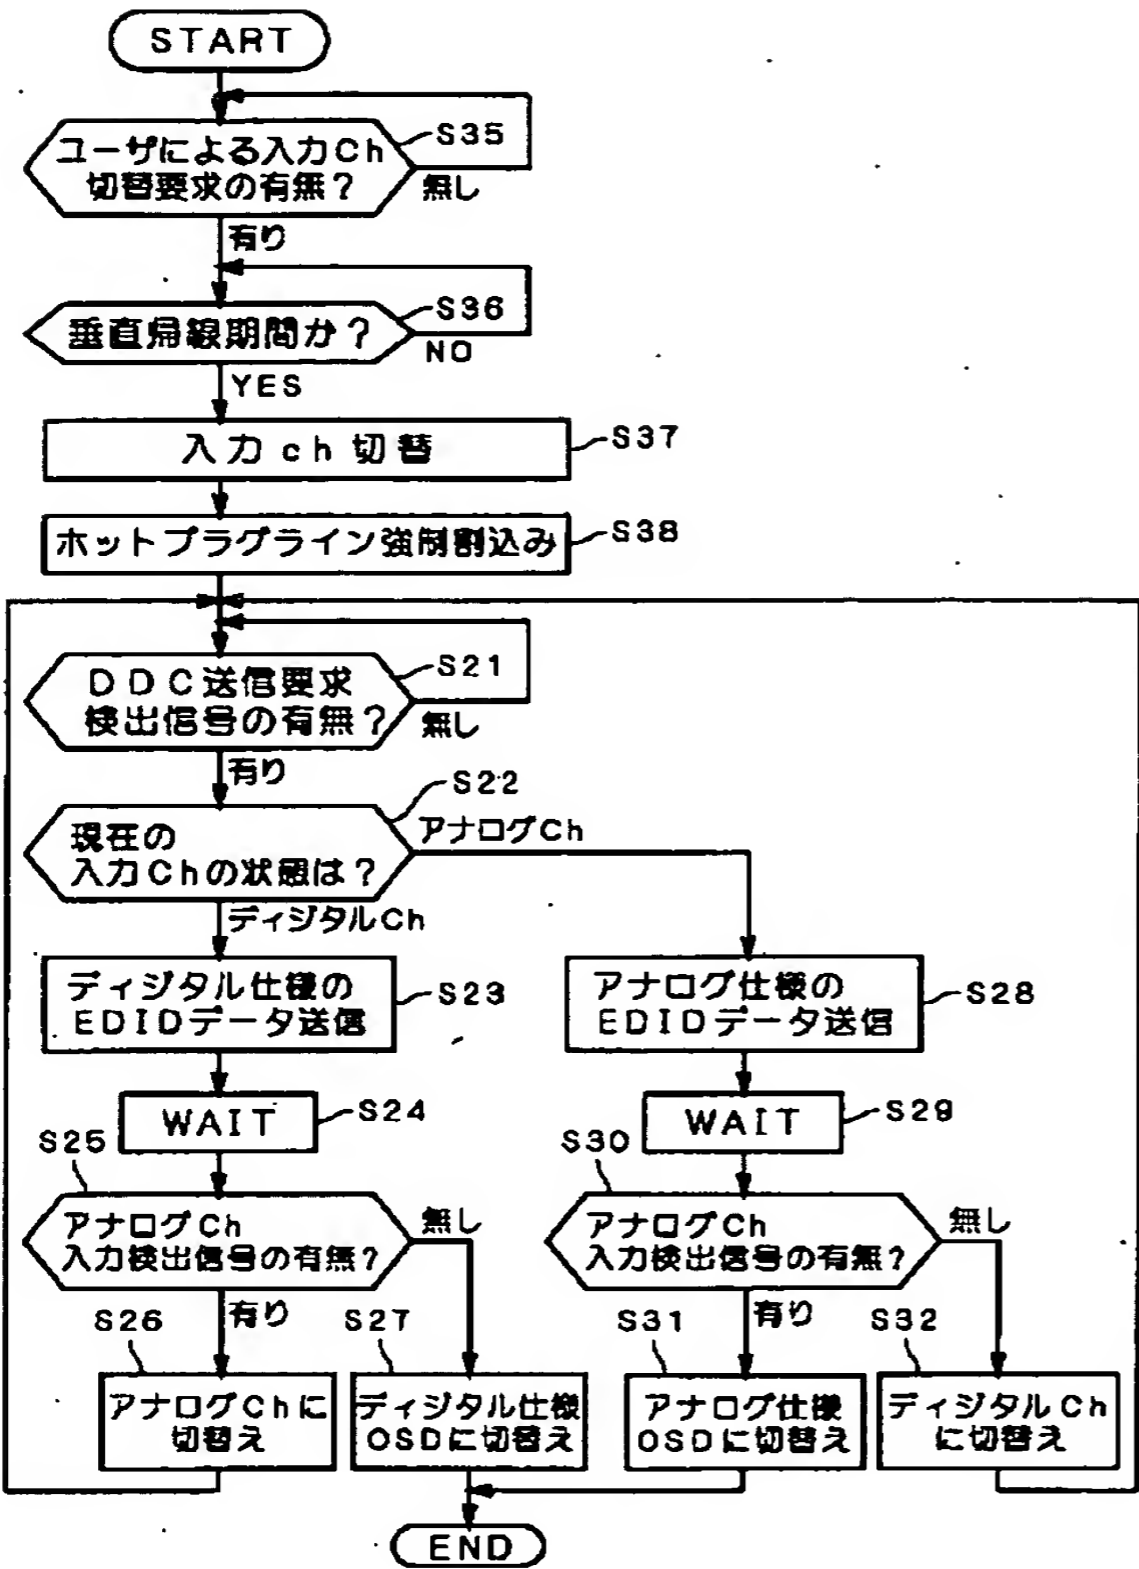 START
S35
ユーザによる入力Ch
切替要求の有無?
無し
有り
S36
垂直帰線期間か?
NO
YES
入力ch切替
S37
ホットプラグライン強制割込み
S38
S21
DDC送信要求
検出信号の有無?
無し
有り
S22
アナログCh
現在の
入力Chの状態は?
ディジタルCh
ディジタル仕様の
EDIDデータ送信
S23
アナログ仕様の
EDIDデータ送信
S28
WAIT
S24
WAIT
S29
S25
S30
アナログCh
入力検出信号の有無?
無し
有り
アナログCh
入力検出信号の有無?
無し
有り
S26
S27
S31
S32
アナログChに
切替え
ディジタル仕様
OSDに切替え
アナログ仕様
OSDに切替え
ディジタルCh
に切替え
END